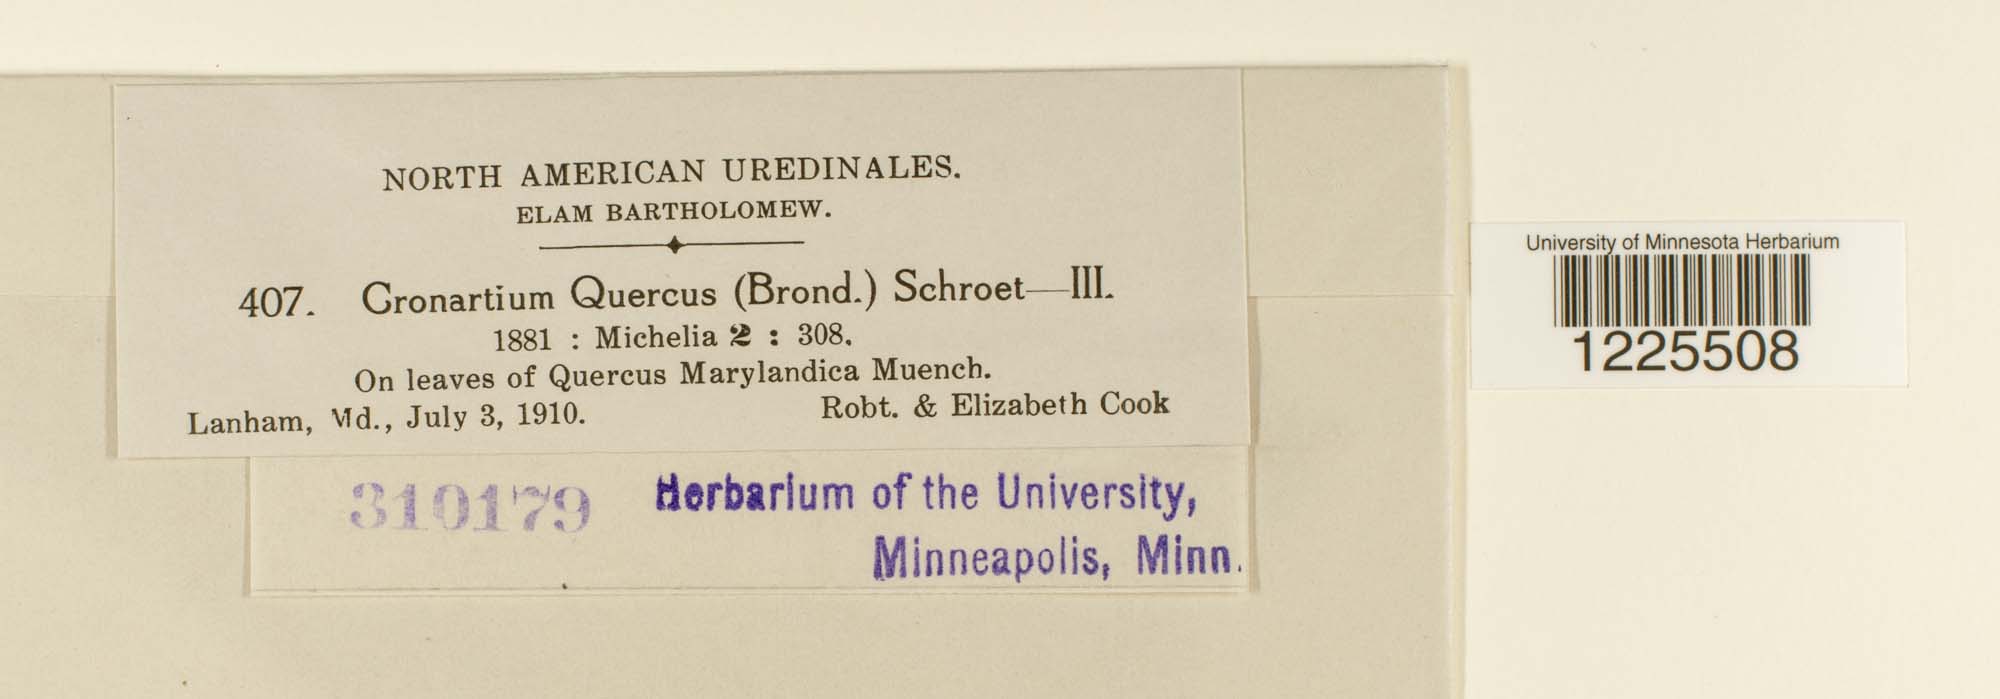 NORTH AMERICAN UREDINALES.
ELAM BARTHOLOMEW.
407. Cronartium Quercus (Brond.) Schroet—III.
1881 : Michelia 2 : 308.
On leaves of Quercus Marylandica Muench.
Lanham, Md., July 3, 1910. Robt. & Elizabeth Cook
310179 Herbarium of the University,
Minneapolis, Minn.
University of Minnesota Herbarium
1225508